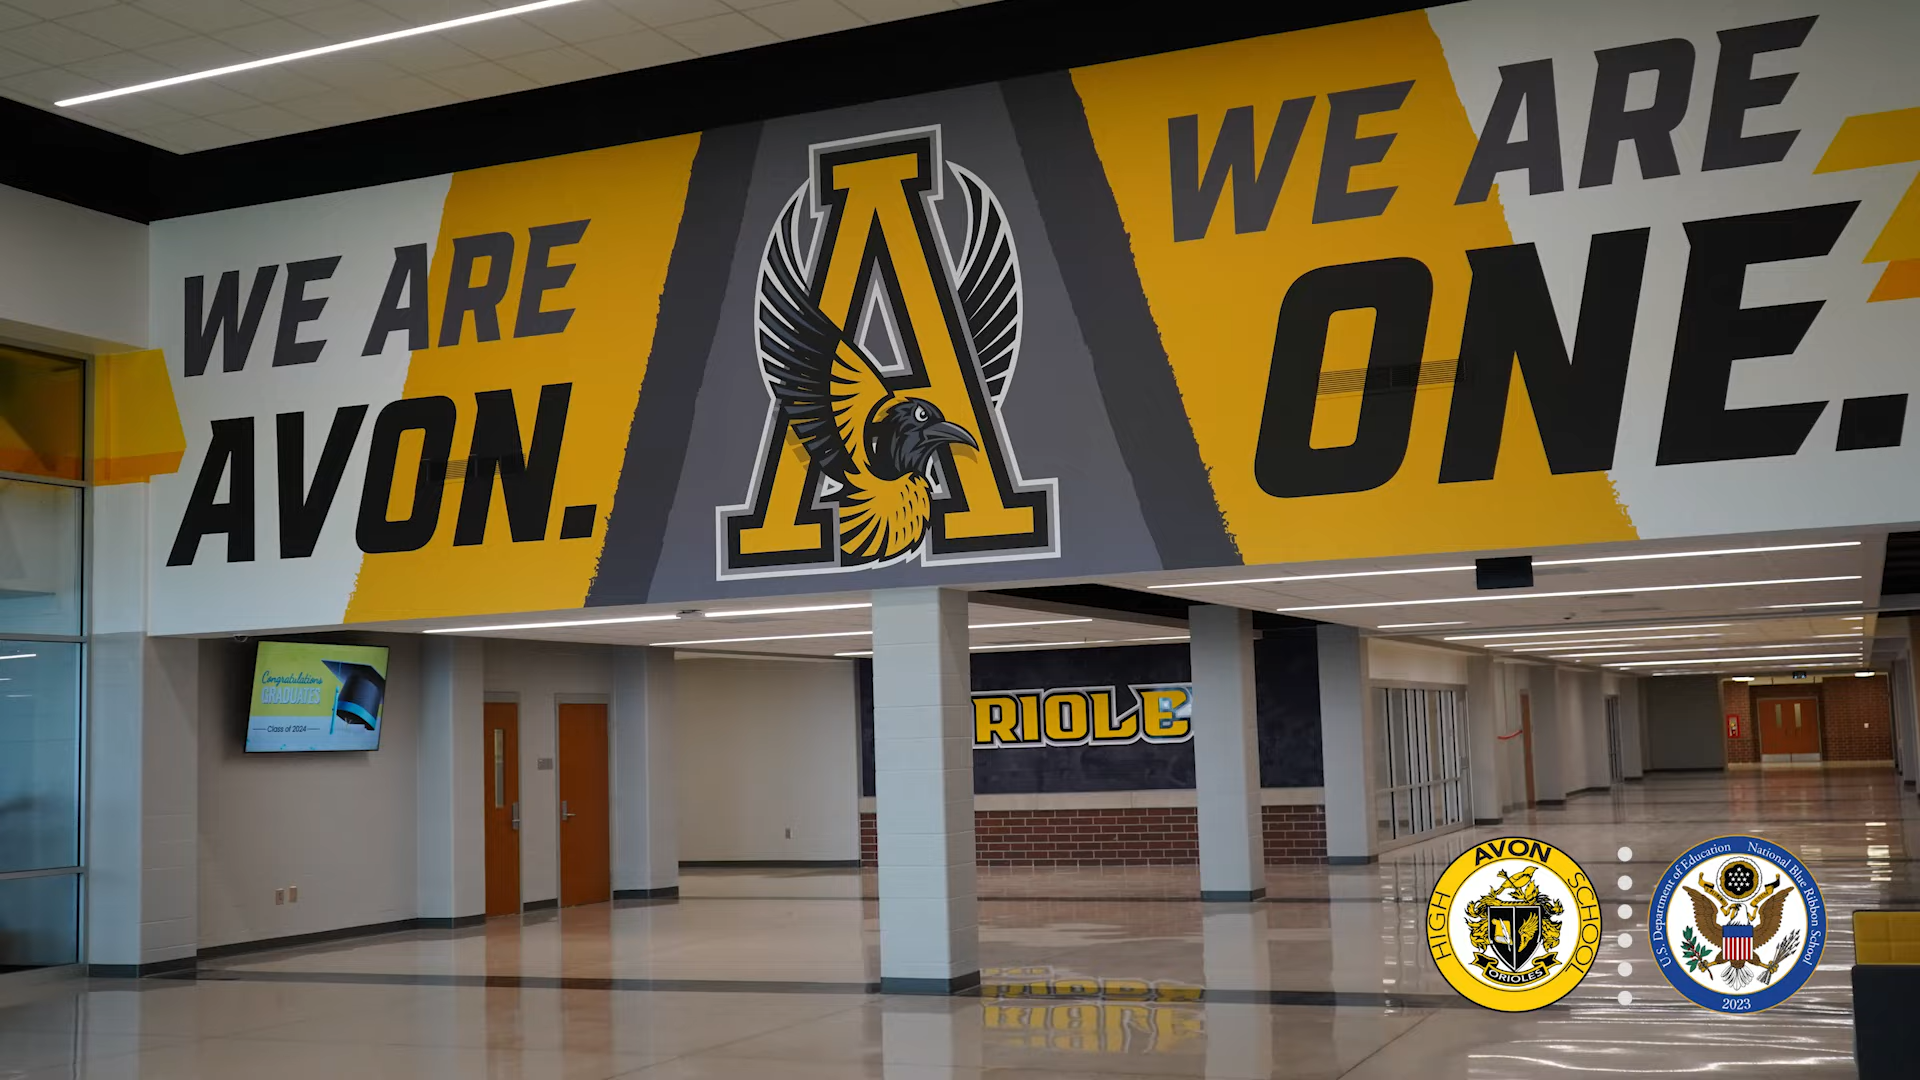 WE ARE
AVON.
A
WE ARE
ONE.
Congratulations
GRADUATES
Class of 2024
RIOLE
AVON
HIGH SCHOOL
ORIOLES
U.S. Department of Education National Blue Ribbon School
2023